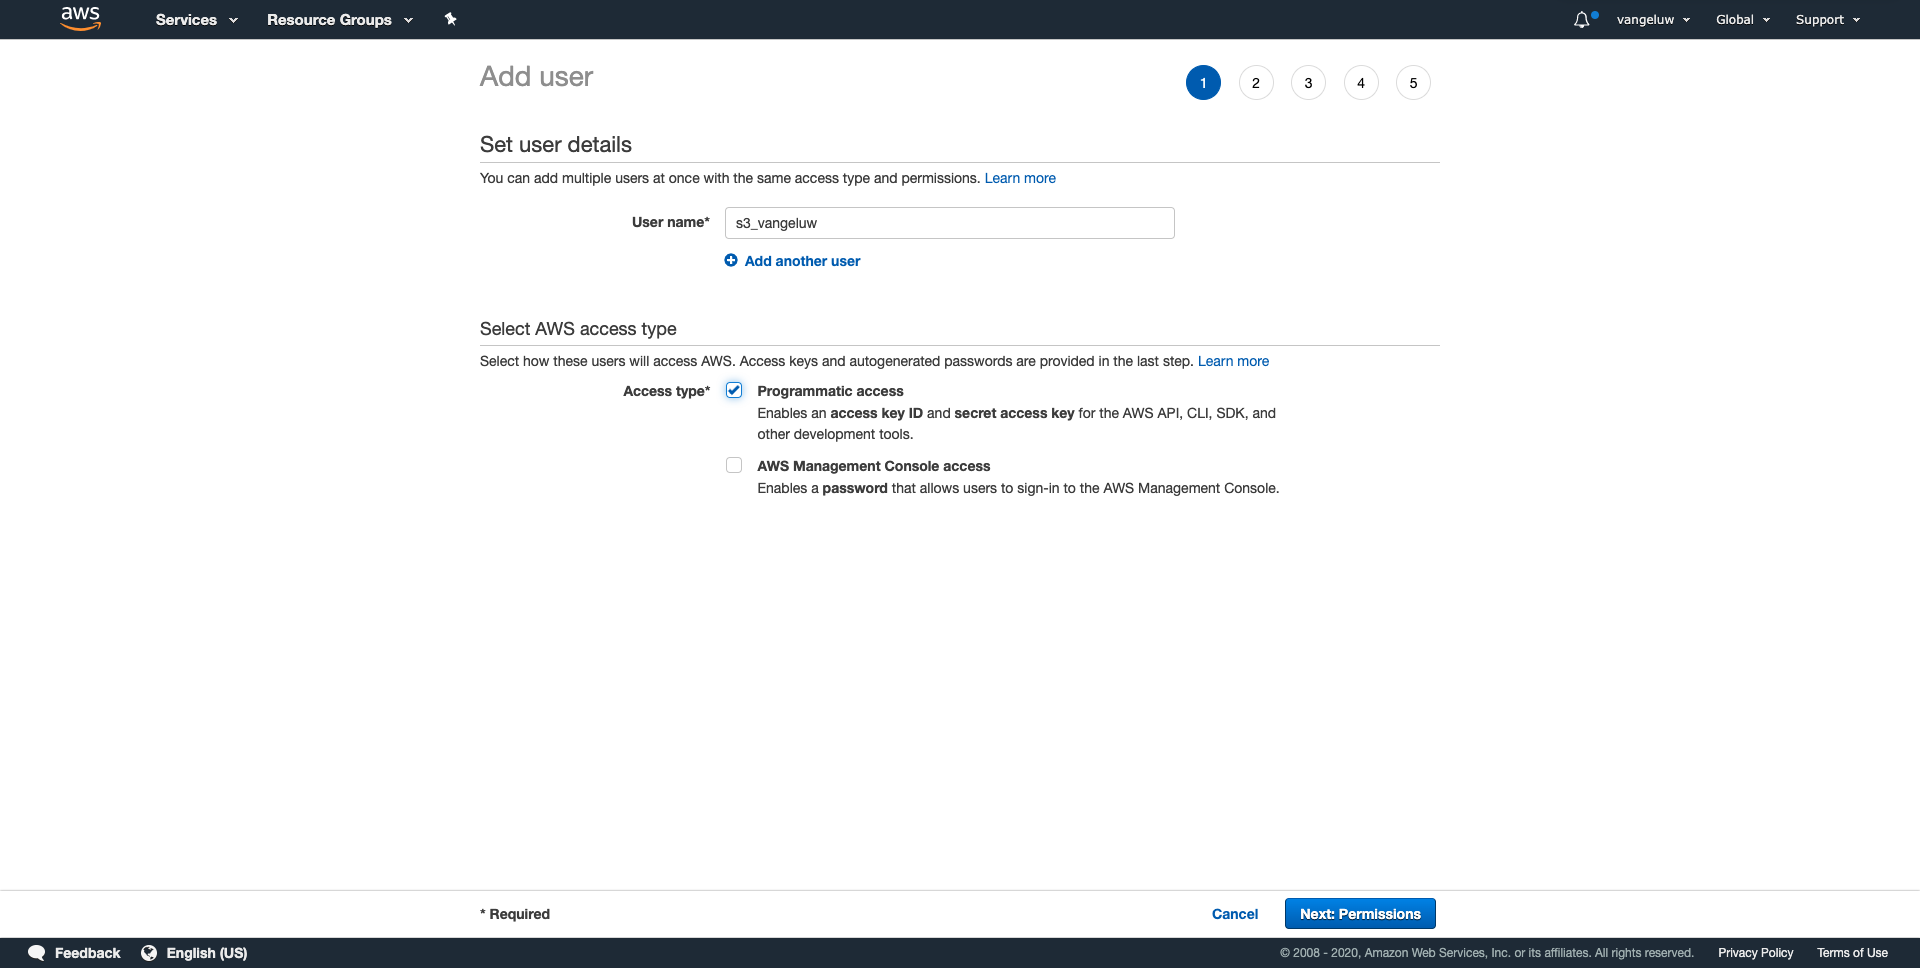 aws Services Resource Groups vangeluw Global Support
Add user 1 2 3 4 5
Set user details
You can add multiple users at once with the same access type and permissions. Learn more
User name* s3_vangeluw
Add another user
Select AWS access type
Select how these users will access AWS. Access keys and autogenerated passwords are provided in the last step. Learn more
Access type* Programmatic access
Enables an access key ID and secret access key for the AWS API, CLI, SDK, and
other development tools.
AWS Management Console access
Enables a password that allows users to sign-in to the AWS Management Console.
* Required Cancel Next: Permissions
Feedback English (US) © 2008 - 2020, Amazon Web Services, Inc. or its affiliates. All rights reserved. Privacy Policy Terms of Use